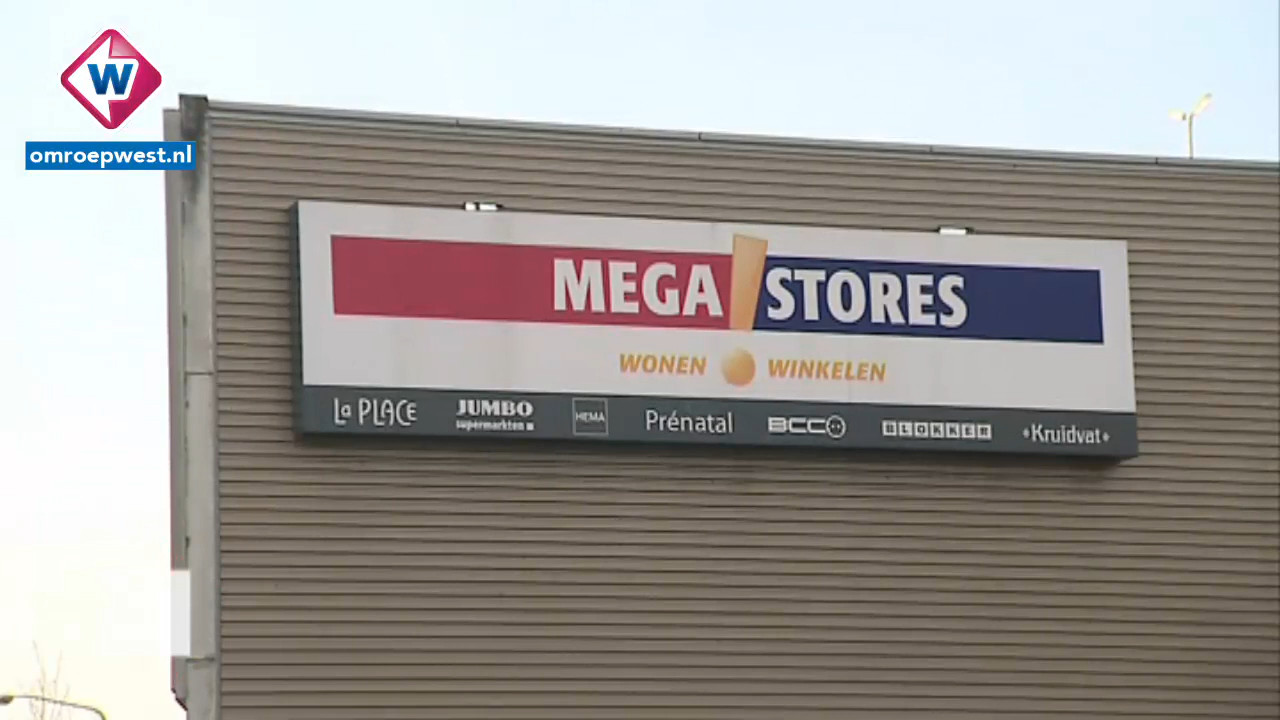 W
omroepwest.nl
MEGA STORES
WONEN WINKELEN
La PLACE JUMBO supermarkten HEMA Prénatal BCC BLOKKER Kruidvat